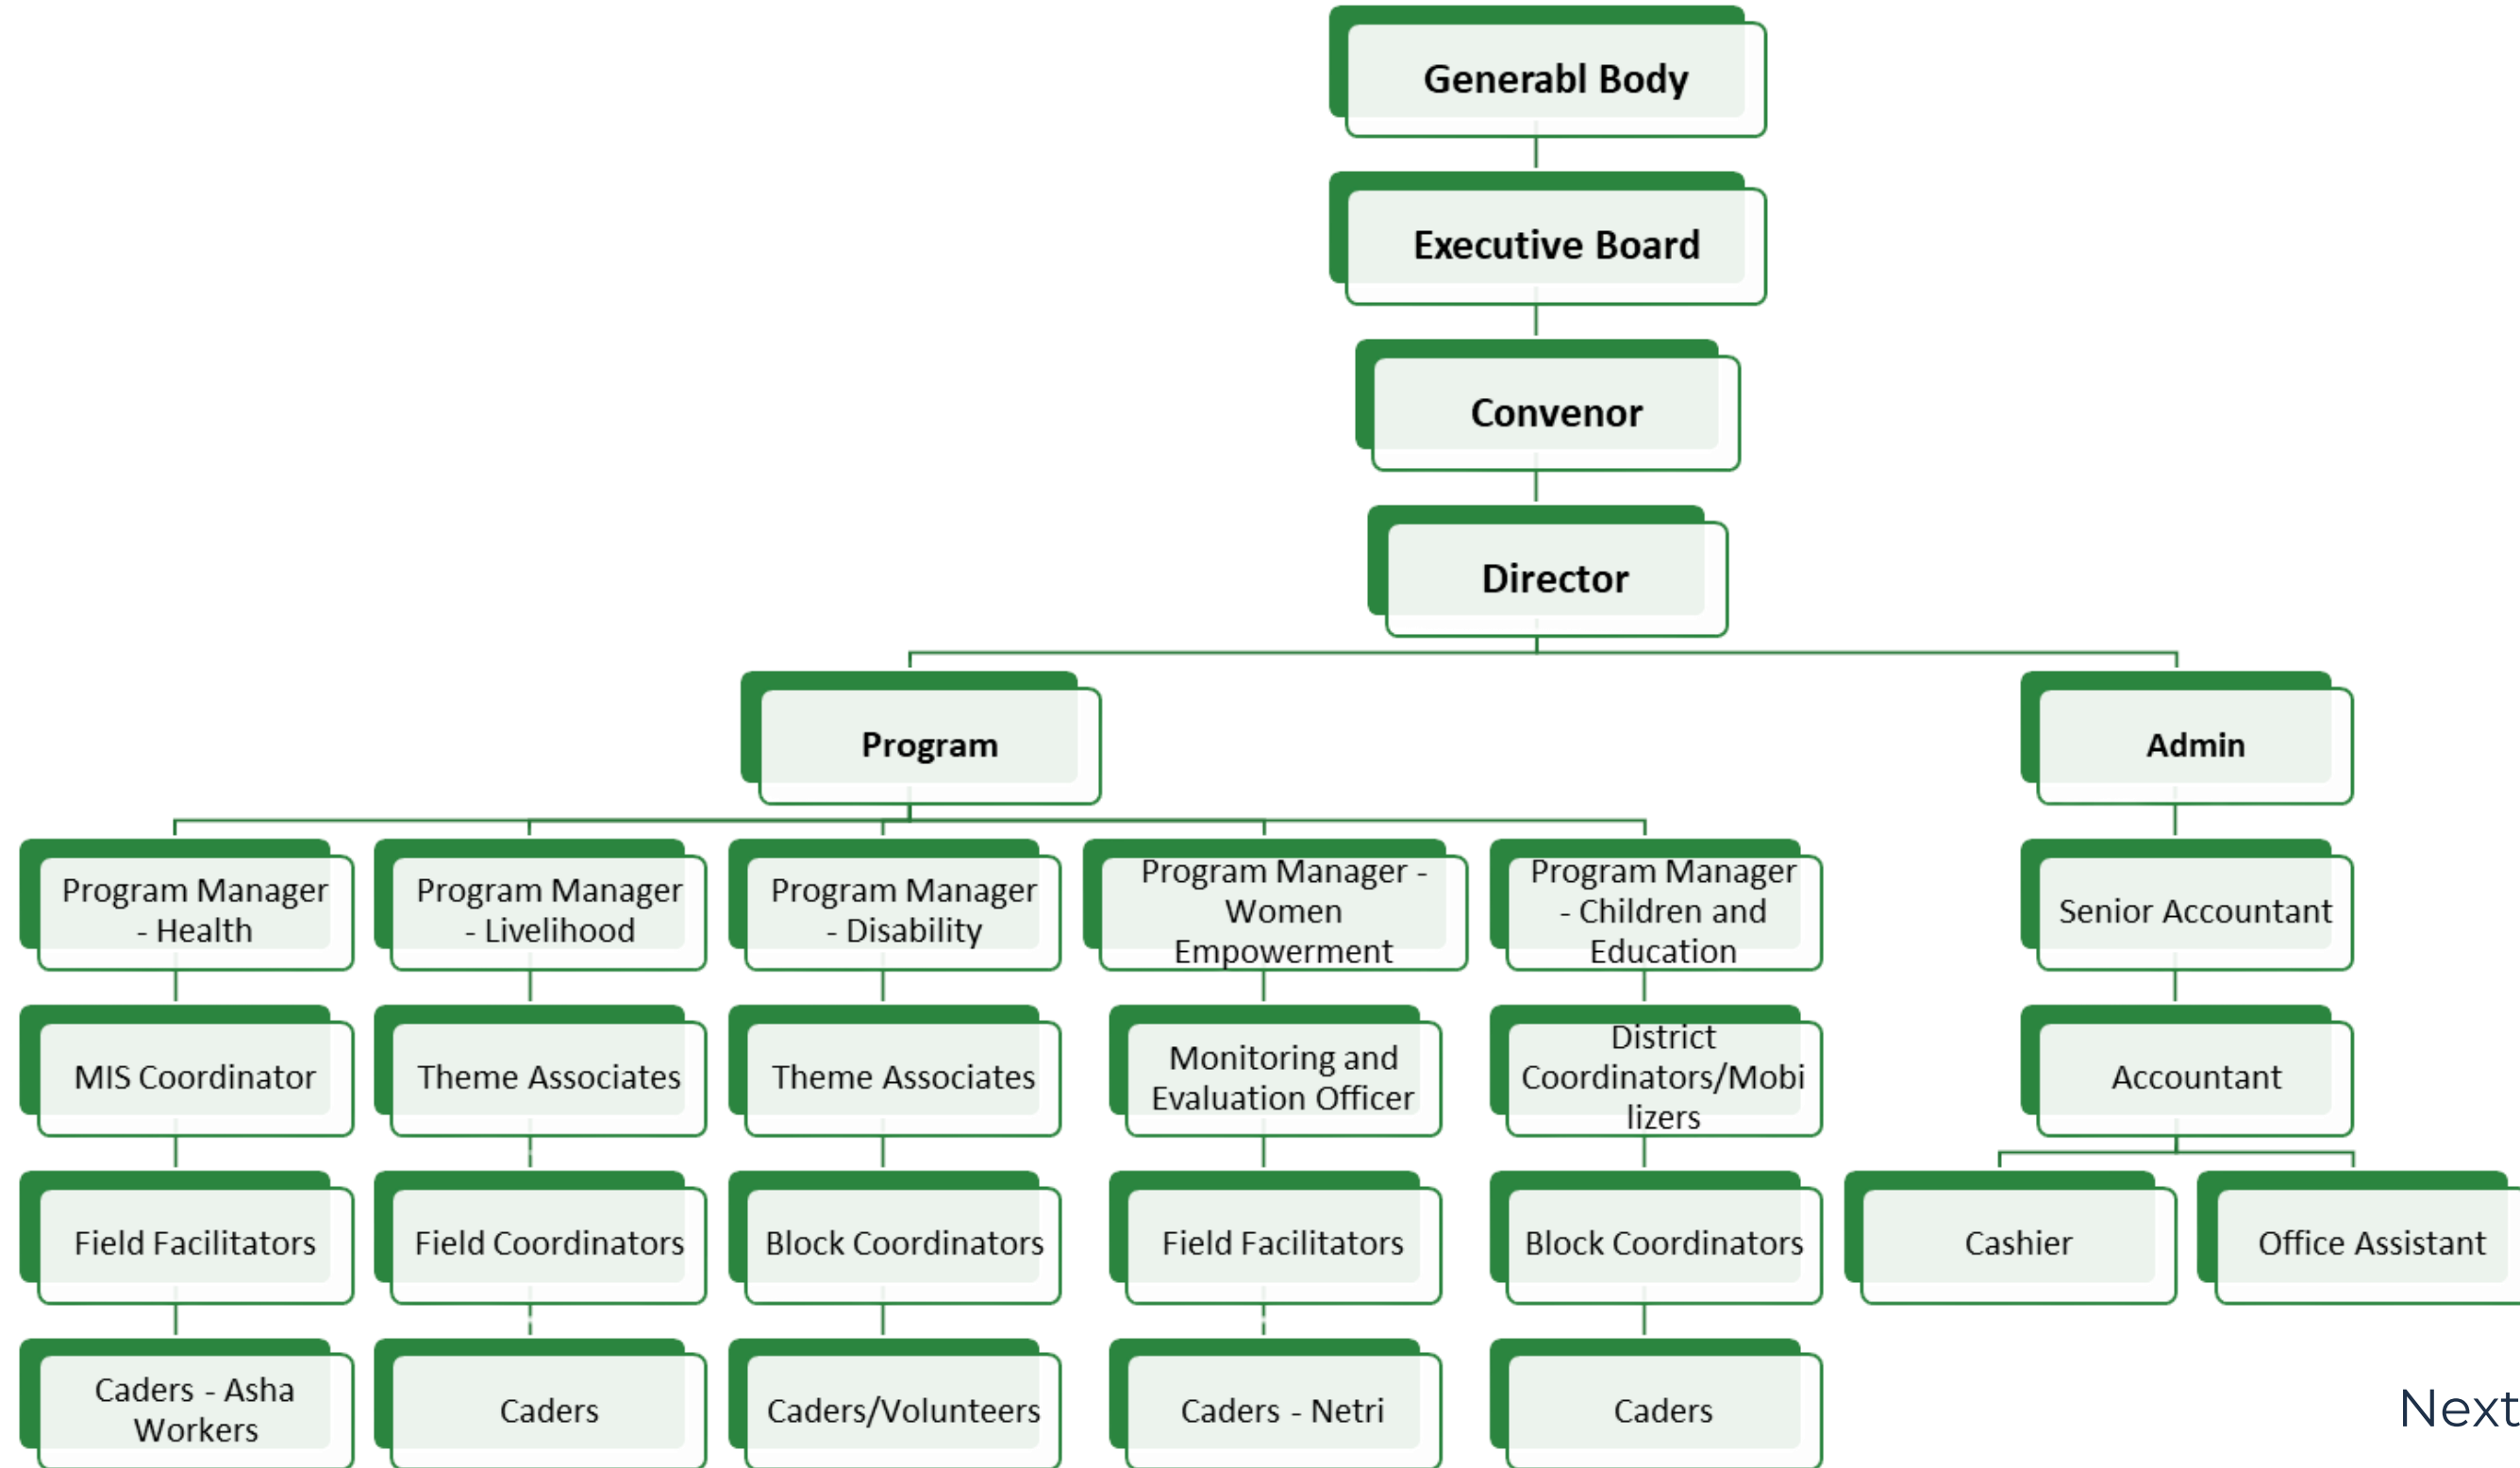 Generabl Body
Executive Board
Convenor
Director
Program
Admin
Program Manager
- Health
Program Manager
- Livelihood
Program Manager
- Disability
Program Manager -
Women
Empowerment
Program Manager
- Children and
Education
Senior Accountant
MIS Coordinator
Theme Associates
Theme Associates
Monitoring and
Evaluation Officer
District
Coordinators/Mobi
lizers
Accountant
Field Facilitators
Field Coordinators
Block Coordinators
Field Facilitators
Block Coordinators
Cashier
Office Assistant
Caders - Asha
Workers
Caders
Caders/Volunteers
Caders - Netri
Caders
Next